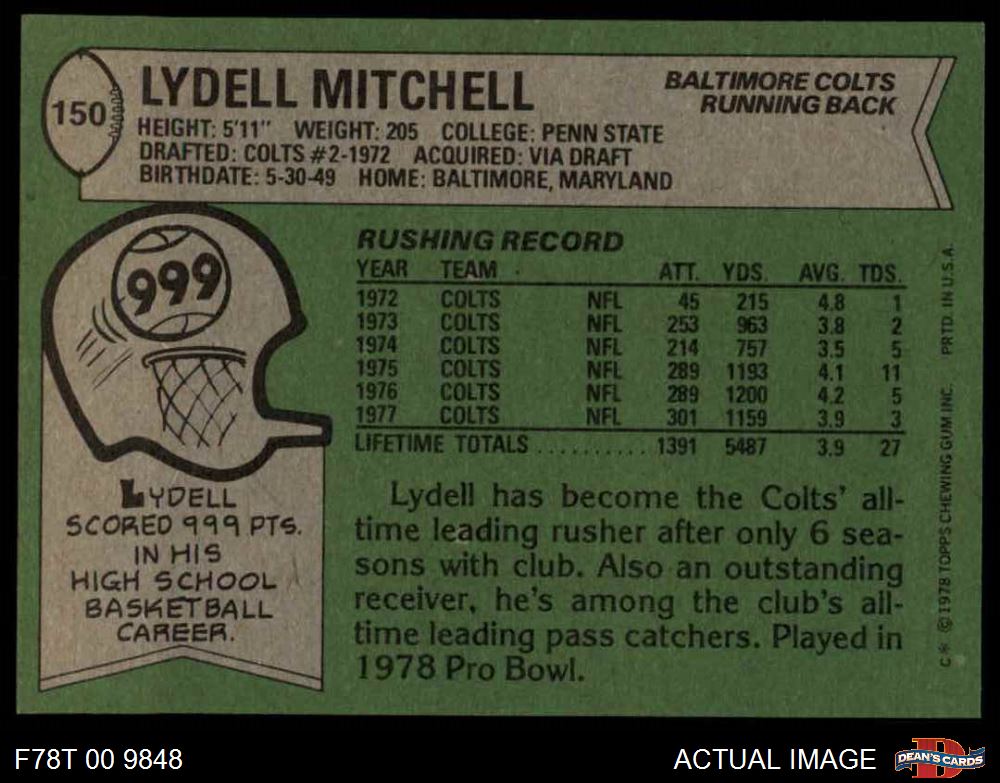 150
LYDELL MITCHELL
BALTIMORE COLTS
RUNNING BACK
HEIGHT: 5'11" WEIGHT: 205 COLLEGE: PENN STATE
DRAFTED: COLTS #2-1972 ACQUIRED: VIA DRAFT
BIRTHDATE: 5-30-49 HOME: BALTIMORE, MARYLAND
999
LYDELL
SCORED 999 PTS.
IN HIS
HIGH SCHOOL
BASKETBALL
CAREER.
RUSHING RECORD
YEAR TEAM ATT. YDS. AVG. TDS.
1972 COLTS NFL 45 215 4.8 1
1973 COLTS NFL 253 963 3.8 2
1974 COLTS NFL 214 757 3.5 5
1975 COLTS NFL 289 1193 4.1 11
1976 COLTS NFL 289 1200 4.2 5
1977 COLTS NFL 301 1159 3.9 3
LIFETIME TOTALS .......... 1391 5487 3.9 27
Lydell has become the Colts' all-
time leading rusher after only 6 sea-
sons with club. Also an outstanding
receiver, he's among the club's all-
time leading pass catchers. Played in
1978 Pro Bowl.
C* ©1978 TOPPS CHEWING GUM INC. PRTD. IN U.S.A.
F78T 00 9848
ACTUAL IMAGE
D
DEAN'S CARDS